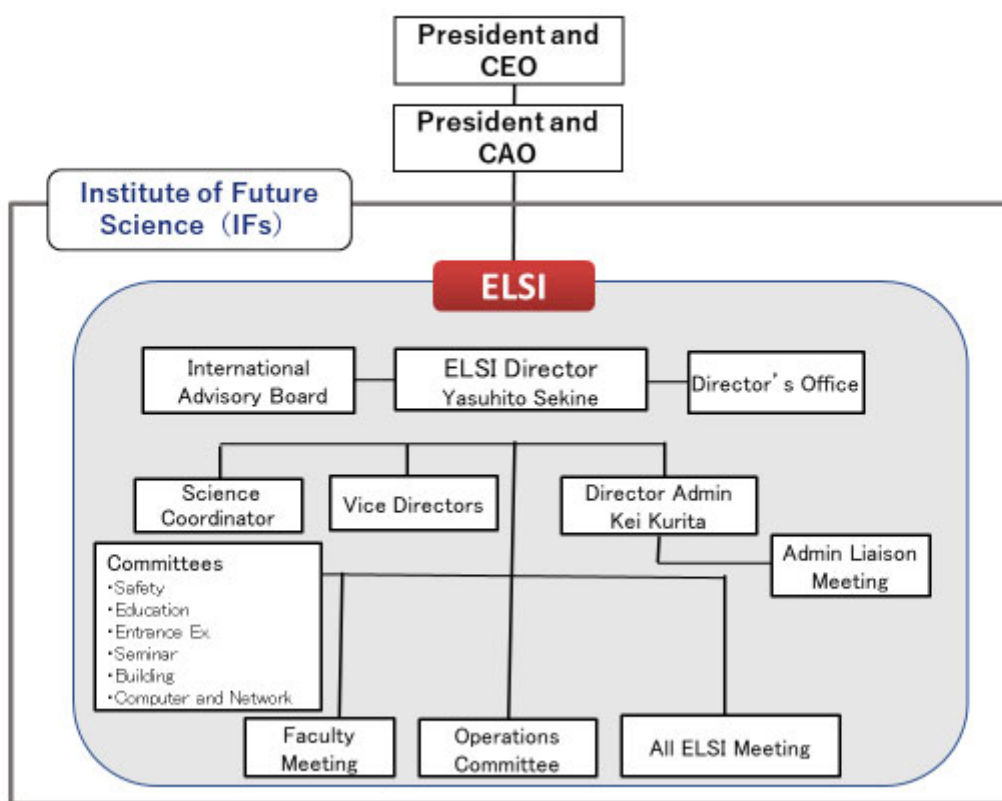 President and
CEO
President and
CAO
Institute of Future
Science (IFs)
ELSI
International
Advisory Board
ELSI Director
Yasuhito Sekine
Director's Office
Science
Coordinator
Vice Directors
Director Admin
Kei Kurita
Admin Liaison
Meeting
Committees
・Safety
・Education
・Entrance Ex.
・Seminar
・Building
・Computer and Network
Faculty
Meeting
Operations
Committee
All ELSI Meeting